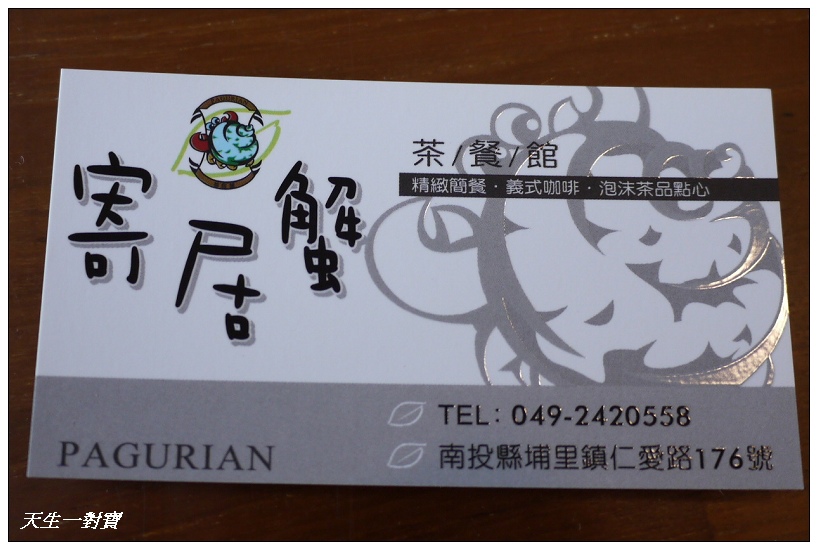 PAGURIAN
寄居蟹
茶/餐/館
精緻簡餐‧義式咖啡‧泡沫茶品點心
TEL: 049-2420558
PAGURIAN
南投縣埔里鎮仁愛路176號
天生一對寶